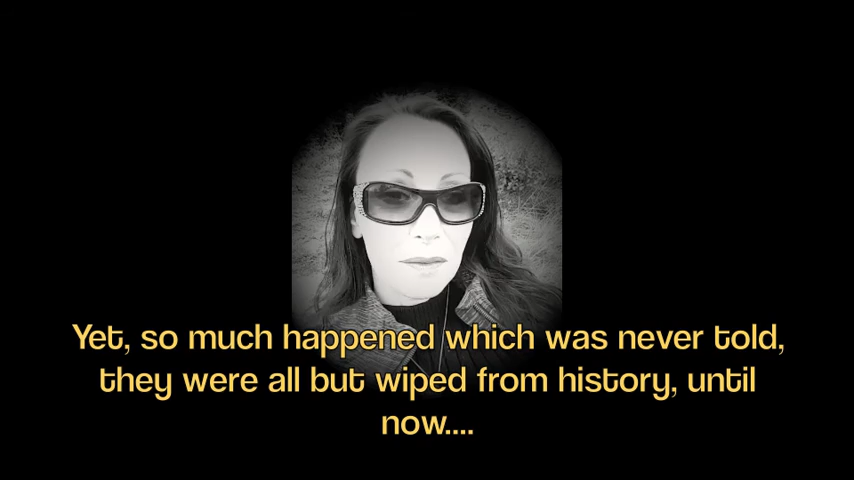 Yet, so much happened which was never told,
they were all but wiped from history, until
now....